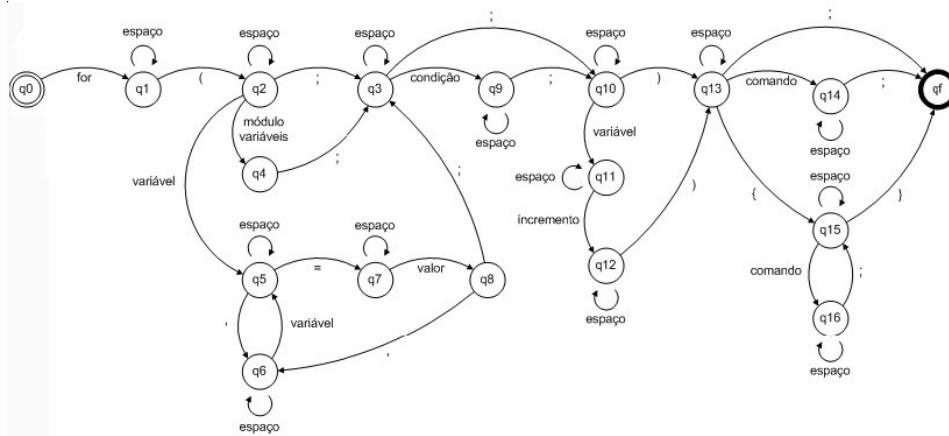 ;
;
espaço
espaço
espaço
espaço
espaço
for
(
;
condição
;
)
comando
;
q0
q1
q2
q3
q9
q10
q13
q14
qf
módulo
variáveis
espaço
variável
espaço
q4
;
espaço
q11
espaço
variável
;
)
{
}
espaço
espaço
incremento
q15
=
valor
q5
q7
q8
q12
comando
;
,
variável
espaço
q16
,
q6
espaço
espaço